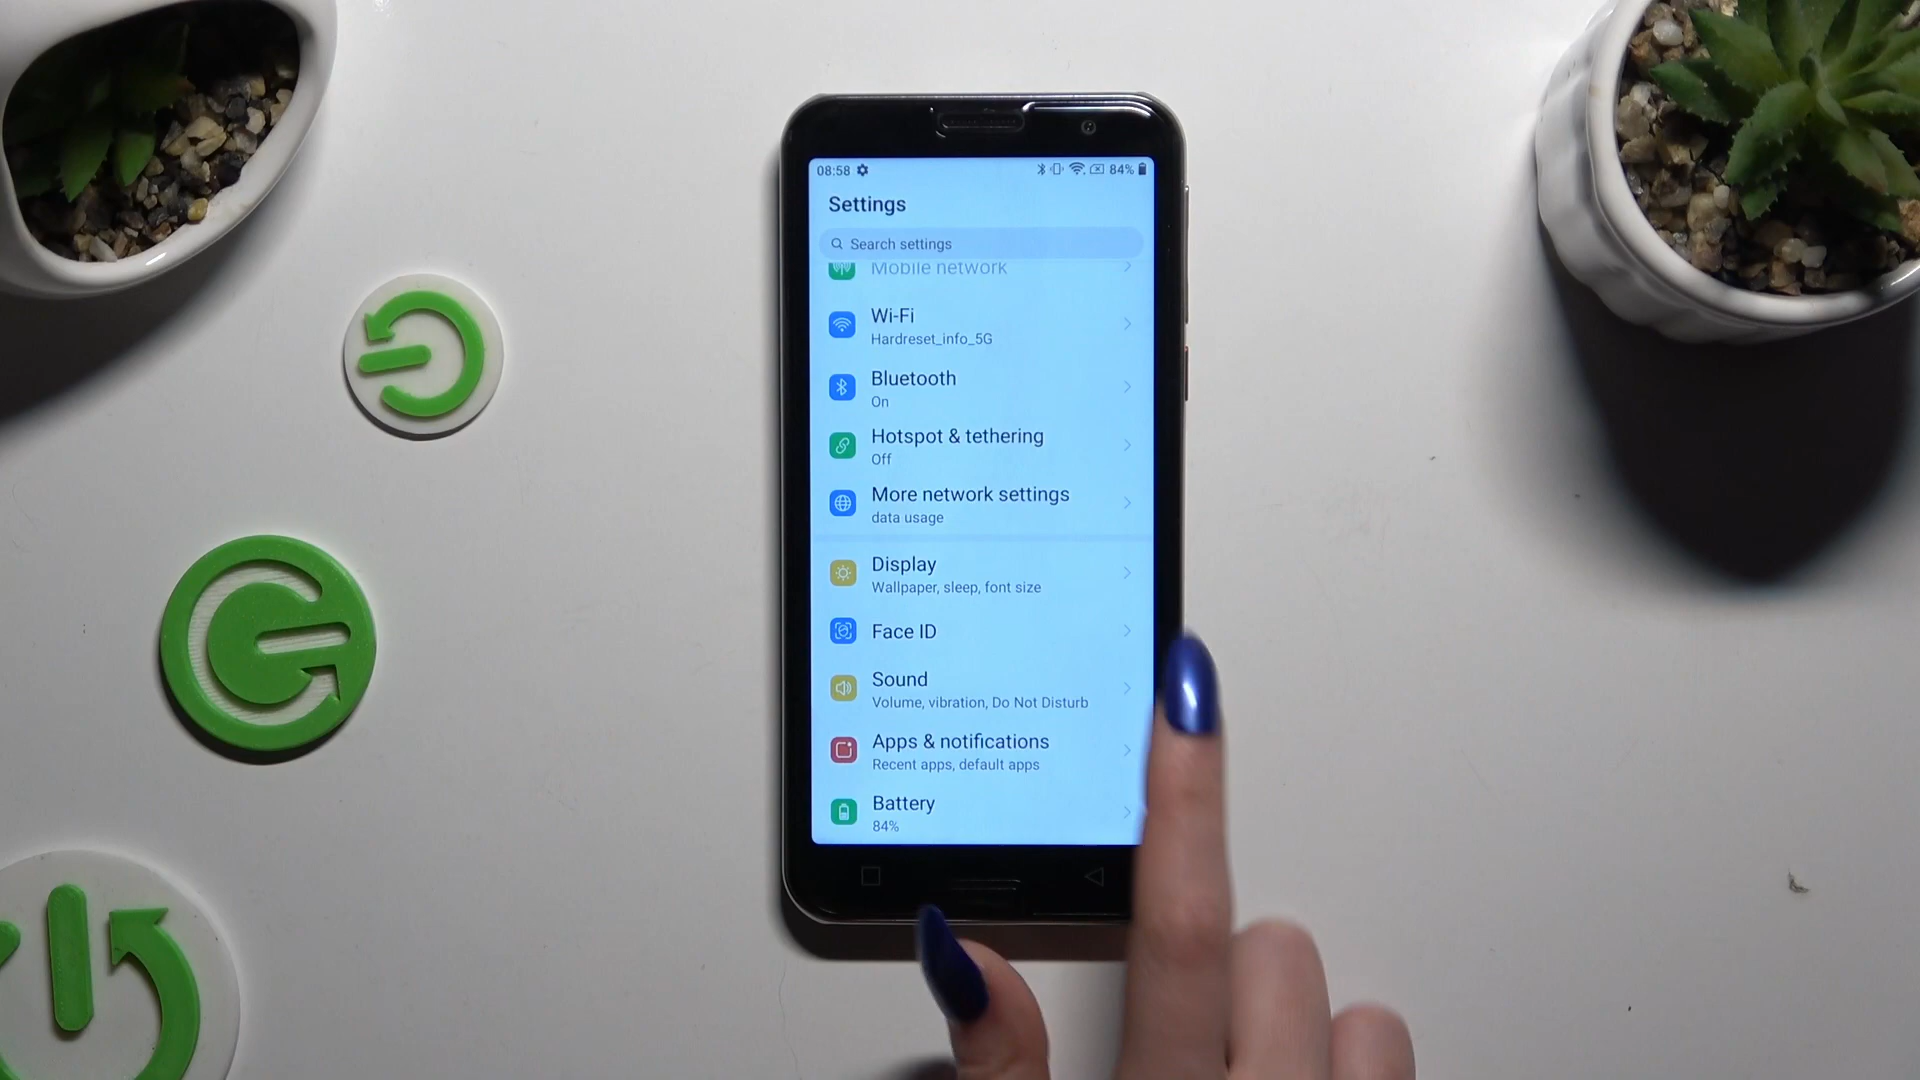 08:58 84%
Settings
Search settings
Mobile network
Wi-Fi
Hardreset_info_5G
Bluetooth
On
Hotspot & tethering
Off
More network settings
data usage
Display
Wallpaper, sleep, font size
Face ID
Sound
Volume, vibration, Do Not Disturb
Apps & notifications
Recent apps, default apps
Battery
84%